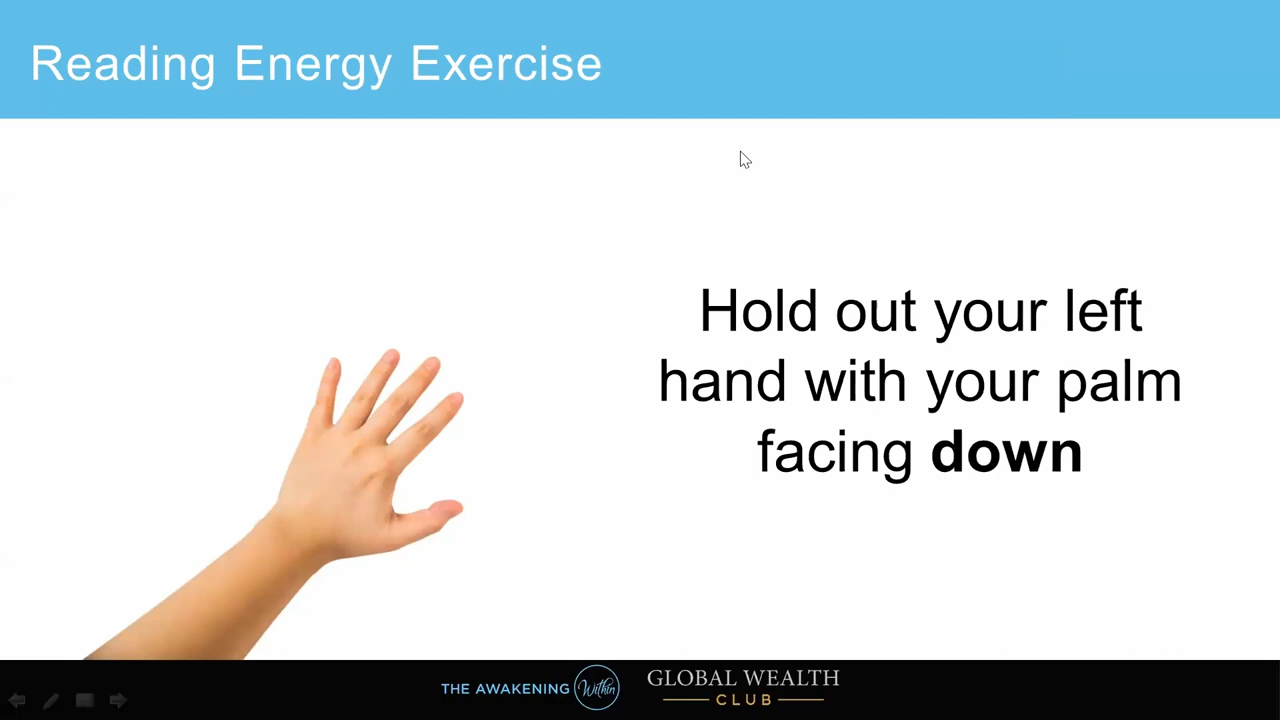 Reading Energy Exercise
Hold out your left
hand with your palm
facing down
THE AWAKENING Within
GLOBAL WEALTH
CLUB